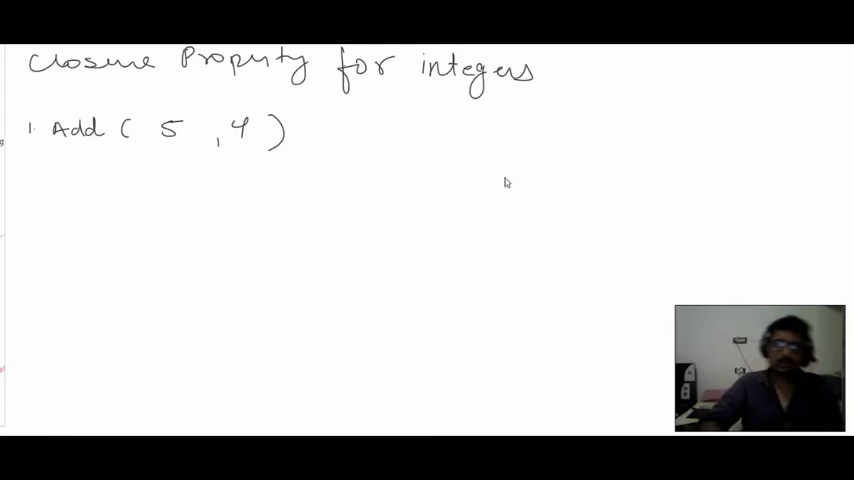 Closure Property for integers
1. Add ( 5 , 4 )